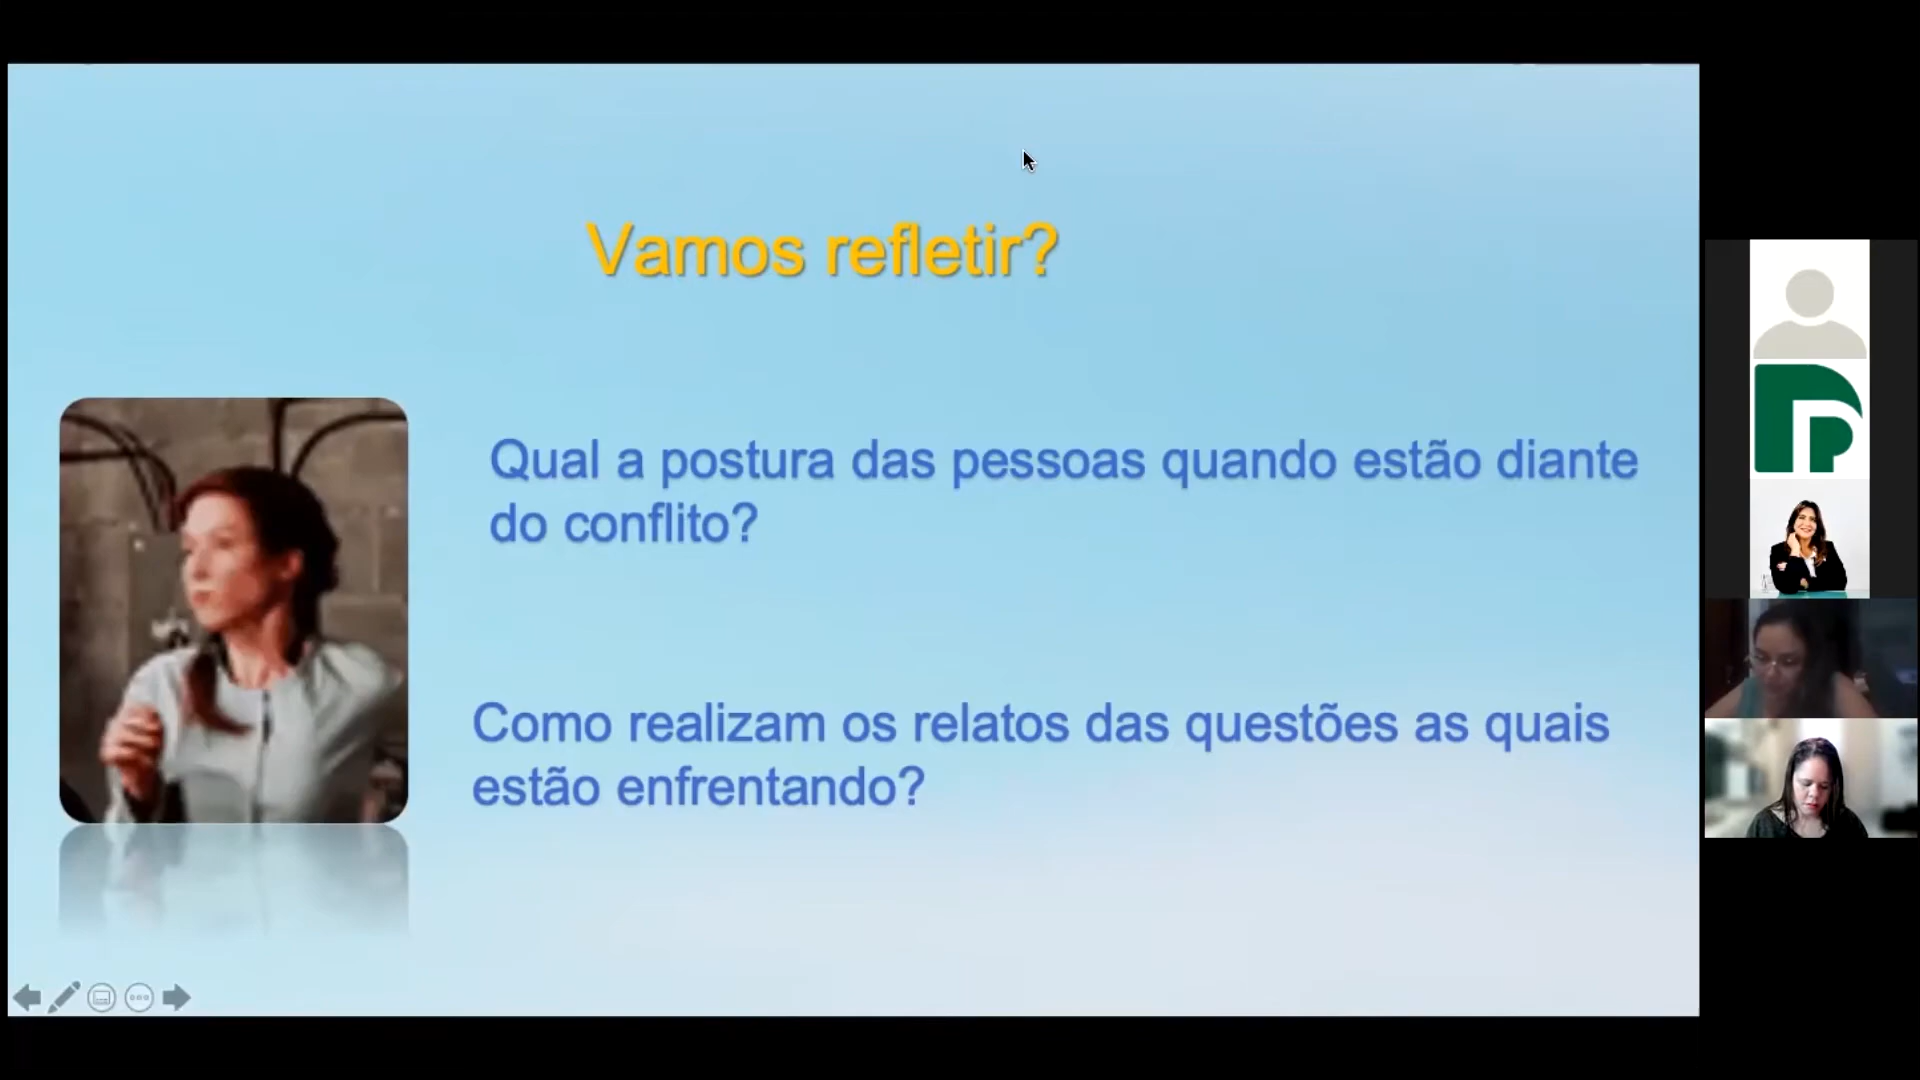 Vamos refletir?
Qual a postura das pessoas quando estão diante
do conflito?
Como realizam os relatos das questões as quais
estão enfrentando?